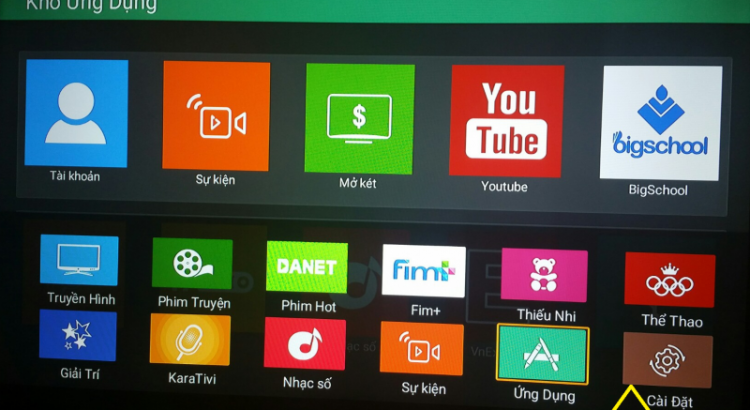 Kho Ứng Dụng
$
You
Tube
bigschool
Tài khoản
Sự kiện
Mở két
Youtube
BigSchool
DANET
Fim+
Truyền Hình
Phim Truyện
Phim Hot
Fim+
Thiếu Nhi
Thể Thao
Giải Trí
KaraTivi
Nhạc số
Sự kiện
Ứng Dụng
Cài Đặt